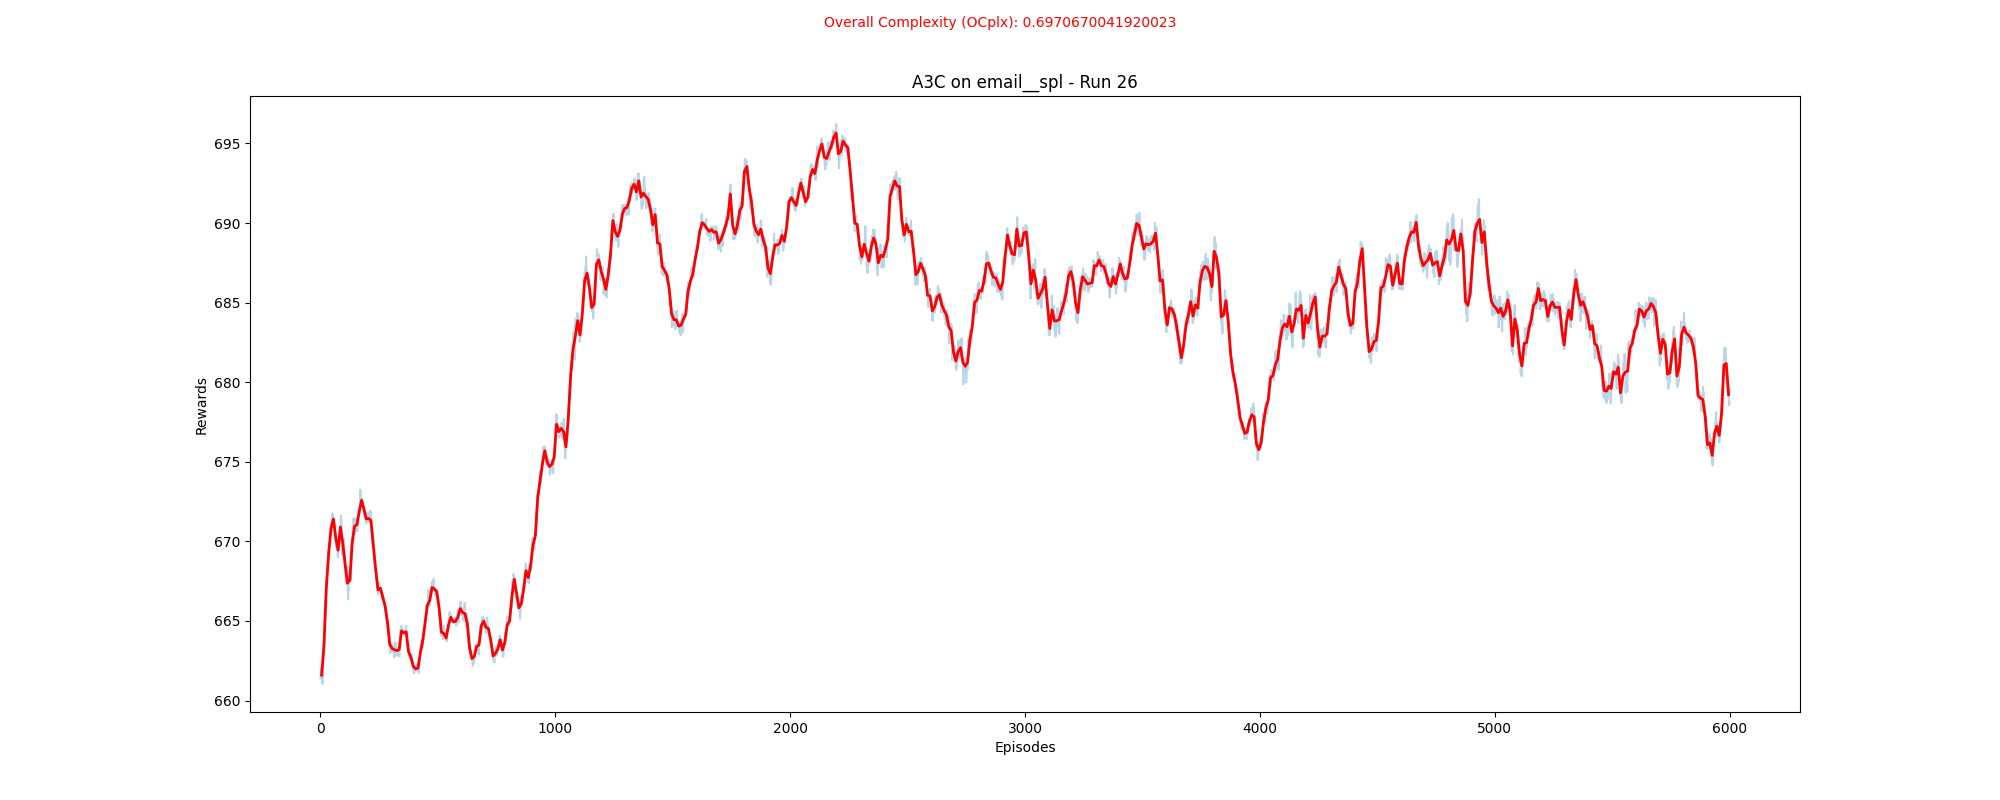 Overall Complexity (OCplx): 0.6970670041920023
A3C on email__spl - Run 26
695
690
685
680
675
670
665
660
Rewards
0 1000 2000 3000 4000 5000 6000
Episodes